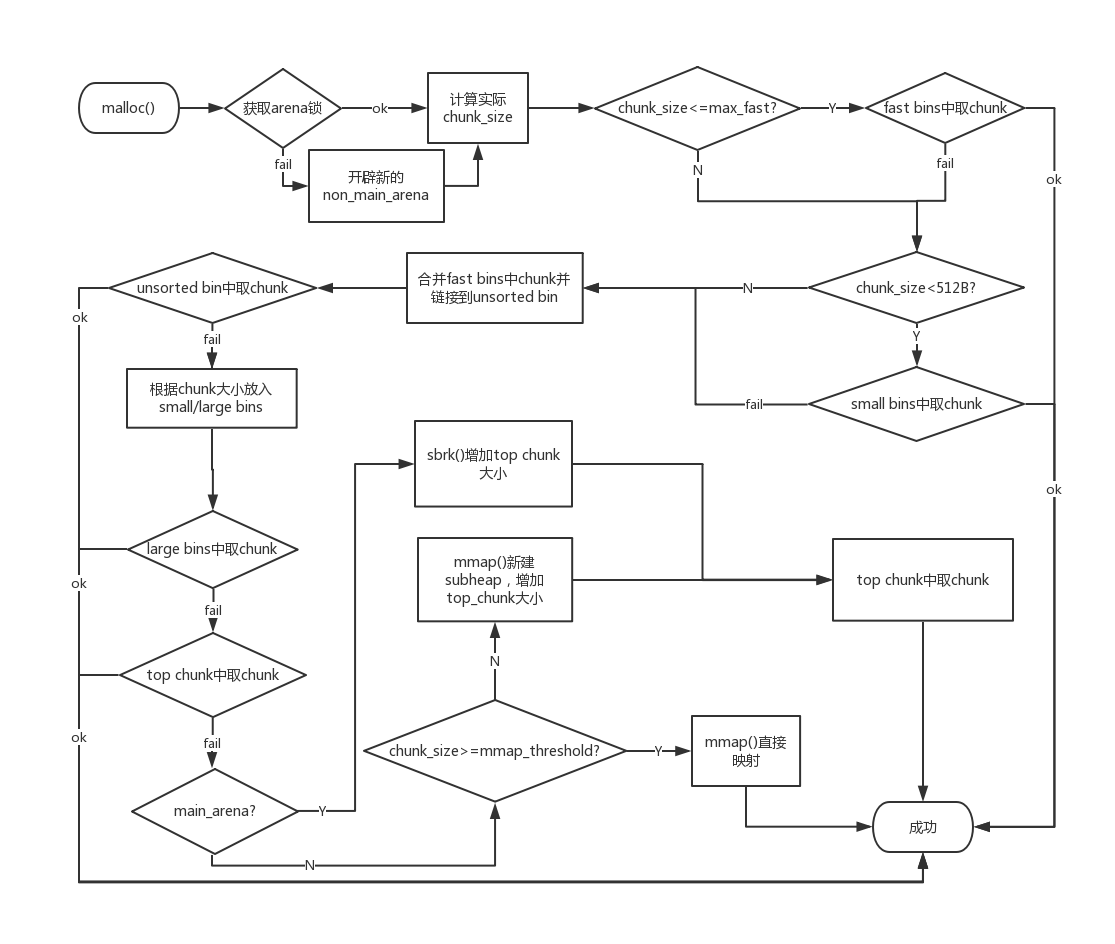 malloc()
获取arena锁
ok
计算实际
chunk_size
chunk_size<=max_fast?
Y
fast bins中取chunk
fail
开辟新的
non_main_arena
N
fail
ok
unsorted bin中取chunk
合并fast bins中chunk并
链接到unsorted bin
N
chunk_size<512B?
ok
fail
Y
根据chunk大小放入
small/large bins
fail
small bins中取chunk
sbrk()增加top chunk
大小
ok
large bins中取chunk
mmap()新建
subheap，增加
top_chunk大小
top chunk中取chunk
ok
fail
top chunk中取chunk
N
ok
fail
chunk_size>=mmap_threshold?
Y
mmap()直接
映射
main_arena?
Y
成功
N